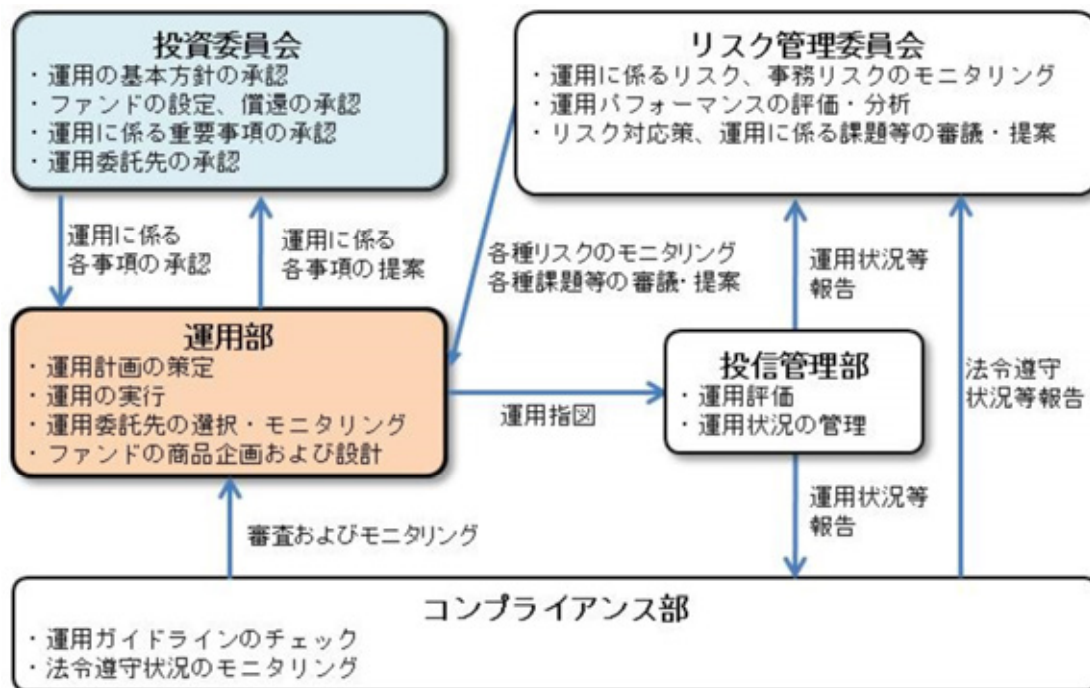 投資委員会
・運用の基本方針の承認
・ファンドの設定、償還の承認
・運用に係る重要事項の承認
・運用委託先の承認
リスク管理委員会
・運用に係るリスク、事務リスクのモニタリング
・運用パフォーマンスの評価・分析
・リスク対応策、運用に係る課題等の審議・提案
運用に係る
各事項の承認
運用に係る
各事項の提案
各種リスクのモニタリング
各種課題等の審議・提案
運用状況等
報告
運用部
・運用計画の策定
・運用の実行
・運用委託先の選択・モニタリング
・ファンドの商品企画および設計
運用指図
投信管理部
・運用評価
・運用状況の管理
法令遵守
状況等報告
審査およびモニタリング
運用状況等
報告
コンプライアンス部
・運用ガイドラインのチェック
・法令遵守状況のモニタリング